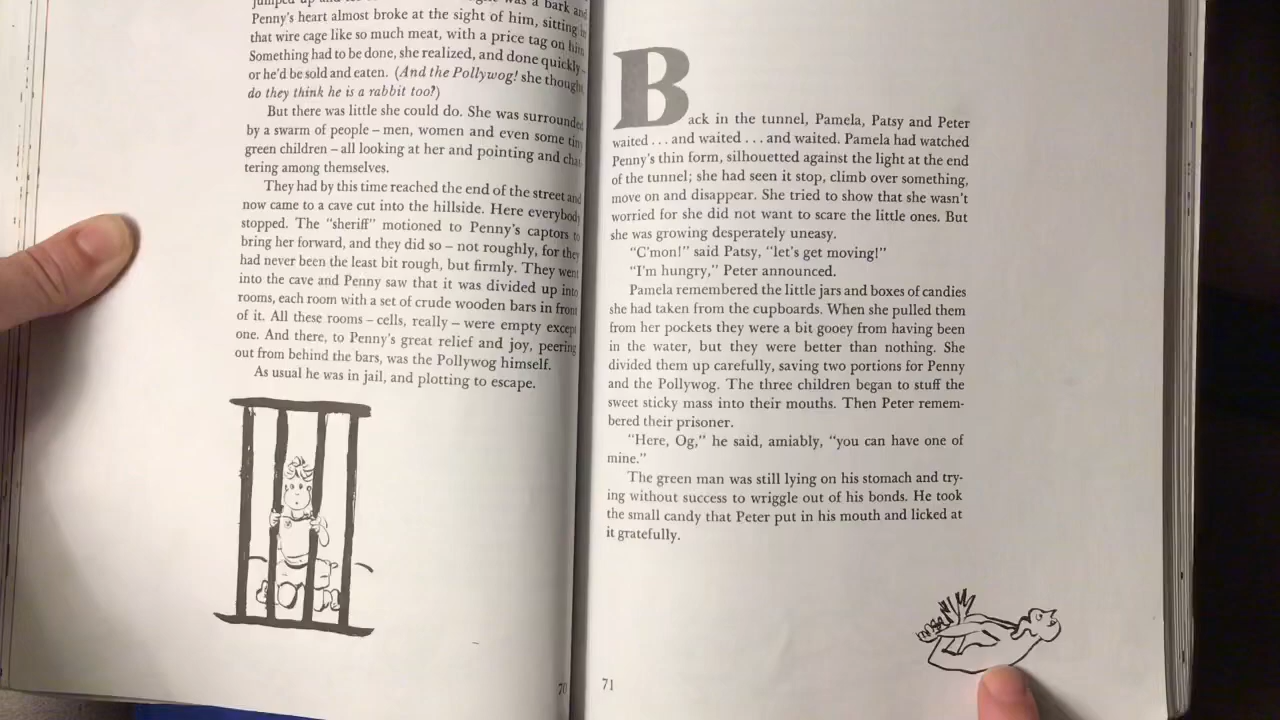 was a bark and
Penny's heart almost broke at the sight of him, sitting in
that wire cage like so much meat, with a price tag on him
Something had to be done, she realized, and done quickly –
or he'd be sold and eaten. (And the Pollywog! she thought,
do they think he is a rabbit too?)
But there was little she could do. She was surrounded
by a swarm of people – men, women and even some tiny
green children – all looking at her and pointing and chat-
tering among themselves.
They had by this time reached the end of the street and
now came to a cave cut into the hillside. Here everybody
stopped. The "sheriff" motioned to Penny's captors to
bring her forward, and they did so – not roughly, for they
had never been the least bit rough, but firmly. They went
into the cave and Penny saw that it was divided up into
rooms, each room with a set of crude wooden bars in front
of it. All these rooms – cells, really – were empty except
one. And there, to Penny's great relief and joy, peering
out from behind the bars, was the Pollywog himself.
As usual he was in jail, and plotting to escape.
70
Back in the tunnel, Pamela, Patsy and Peter
waited . . . and waited . . . and waited. Pamela had watched
Penny's thin form, silhouetted against the light at the end
of the tunnel; she had seen it stop, climb over something,
move on and disappear. She tried to show that she wasn't
worried for she did not want to scare the little ones. But
she was growing desperately uneasy.
"C'mon!" said Patsy, "let's get moving!"
"I'm hungry," Peter announced.
Pamela remembered the little jars and boxes of candies
she had taken from the cupboards. When she pulled them
from her pockets they were a bit gooey from having been
in the water, but they were better than nothing. She
divided them up carefully, saving two portions for Penny
and the Pollywog. The three children began to stuff the
sweet sticky mass into their mouths. Then Peter remem-
bered their prisoner.
"Here, Og," he said, amiably, "you can have one of
mine."
The green man was still lying on his stomach and try-
ing without success to wriggle out of his bonds. He took
the small candy that Peter put in his mouth and licked at
it gratefully.
71